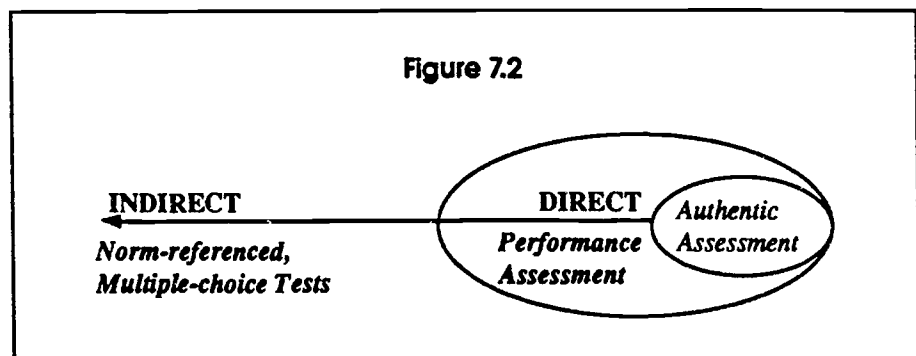 Figure 7.2
INDIRECT
Norm-referenced,
Multiple-choice Tests
DIRECT
Performance
Assessment
Authentic
Assessment